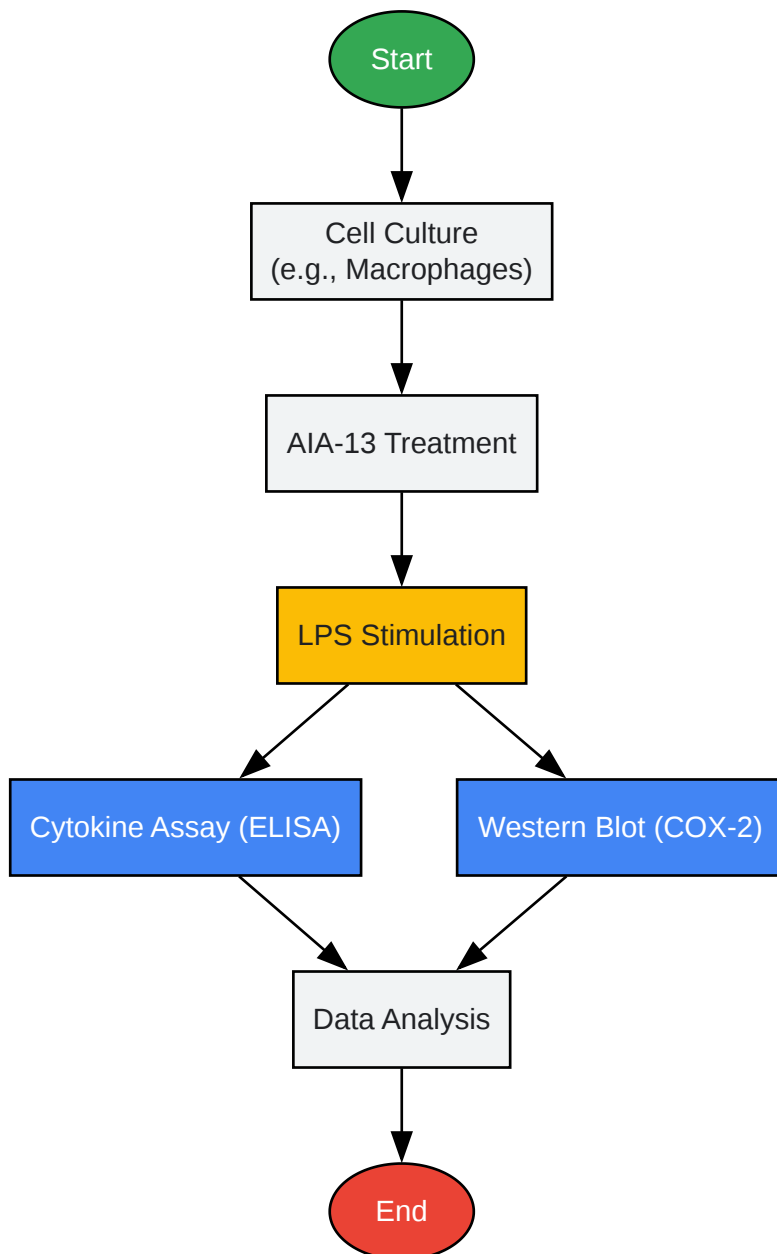 Start
Cell Culture
(e.g., Macrophages)
AIA-13 Treatment
LPS Stimulation
Cytokine Assay (ELISA)
Western Blot (COX-2)
Data Analysis
End